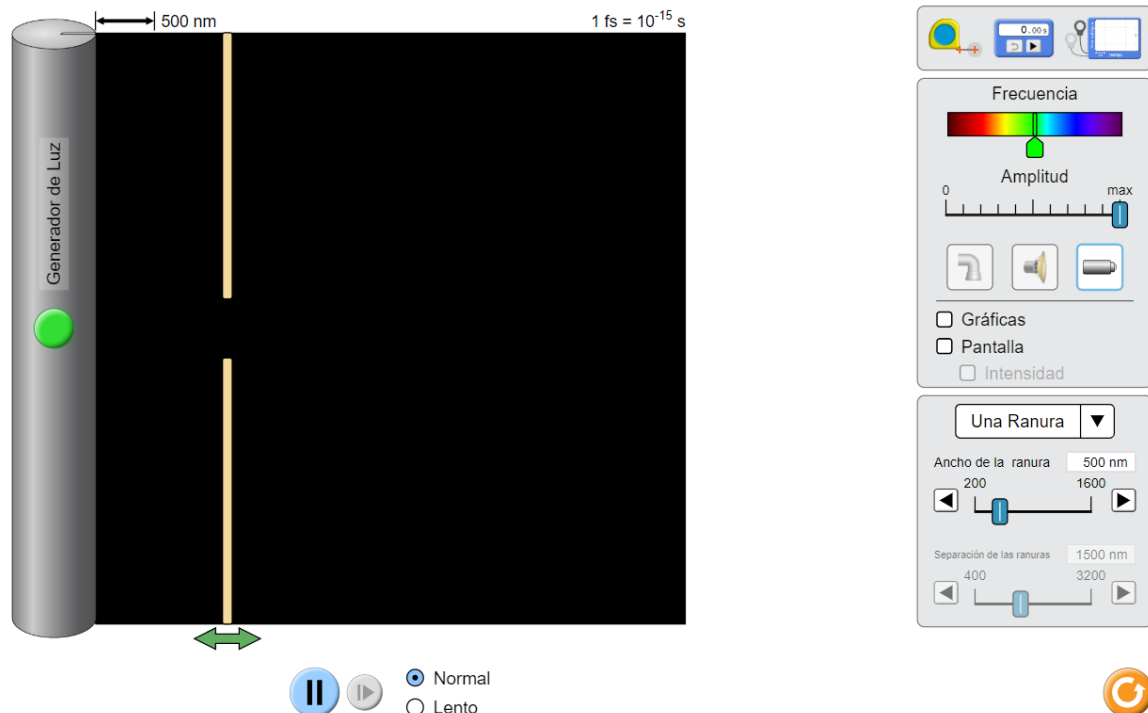 500 nm
1 fs = 10⁻¹⁵ s
0.00 s
Generador de Luz
Frecuencia
Amplitud
0
max
Gráficas
Pantalla
Intensidad
Una Ranura
Ancho de la ranura
500 nm
200
1600
Separación de las ranuras
1500 nm
400
3200
Normal
Lento